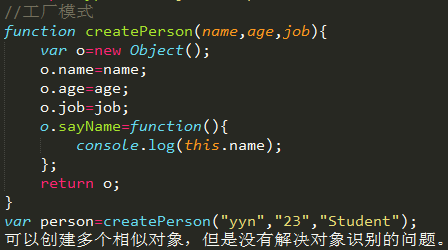 //工厂模式
function createPerson(name,age,job){
    var o=new Object();
    o.name=name;
    o.age=age;
    o.job=job;
    o.sayName=function(){
        console.log(this.name);
    };
    return o;
}
var person=createPerson("yyn","23","Student");
可以创建多个相似对象，但是没有解决对象识别的问题。